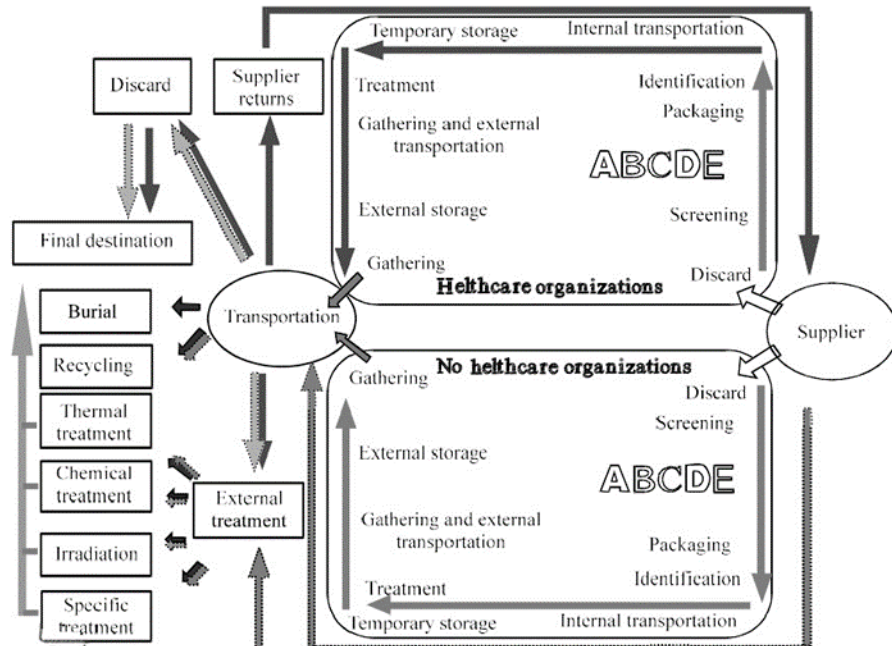 Temporary storage
Internal transportation
Discard
Supplier
returns
Treatment
Identification
Packaging
Gathering and external
transportation
ABCDE
External storage
Screening
Final destination
Gathering
Discard
Helthcare organizations
Burial
Transportation
Supplier
Recycling
No helthcare organizations
Gathering
Discard
Screening
Thermal
treatment
External storage
Chemical
treatment
External
treatment
ABCDE
Gathering and external
transportation
Packaging
Irradiation
Identification
Treatment
Specific
treatment
Temporary storage
Internal transportation